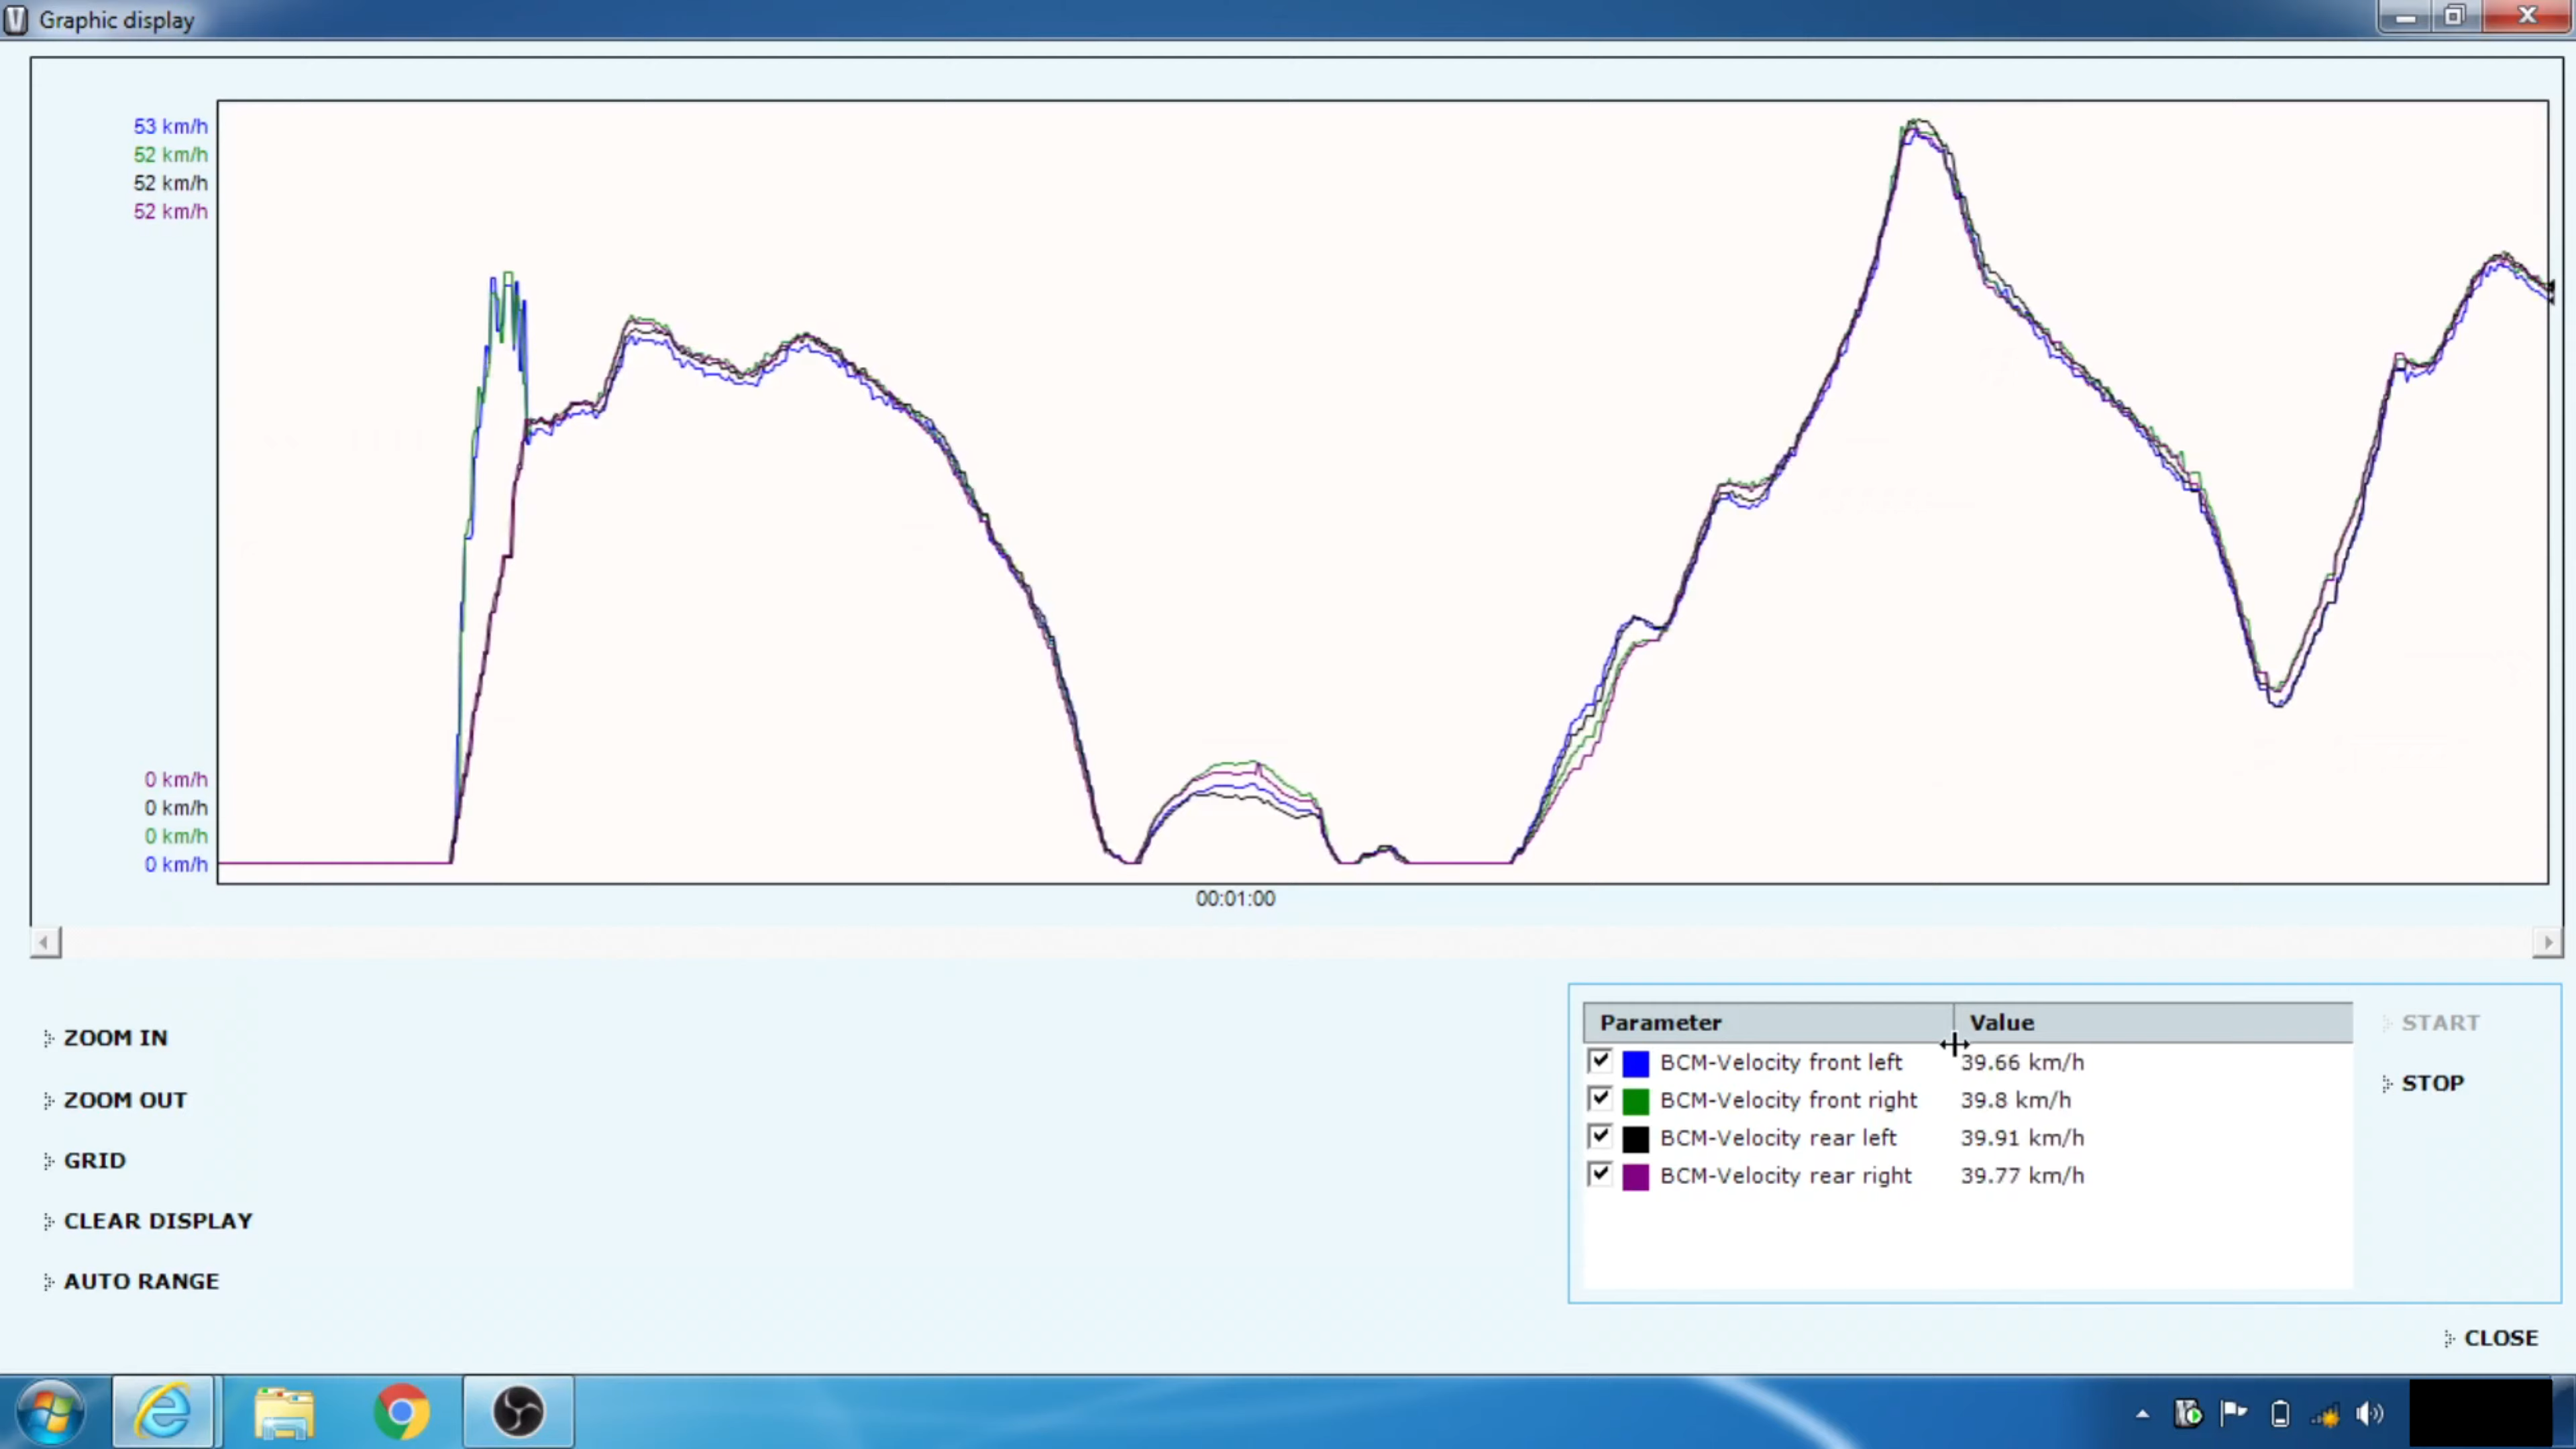 Graphic display
53 km/h
52 km/h
52 km/h
52 km/h
0 km/h
0 km/h
0 km/h
0 km/h
00:01:00
ZOOM IN
ZOOM OUT
GRID
CLEAR DISPLAY
AUTO RANGE
Parameter Value
BCM-Velocity front left 39.66 km/h
BCM-Velocity front right 39.8 km/h
BCM-Velocity rear left 39.91 km/h
BCM-Velocity rear right 39.77 km/h
START
STOP
CLOSE